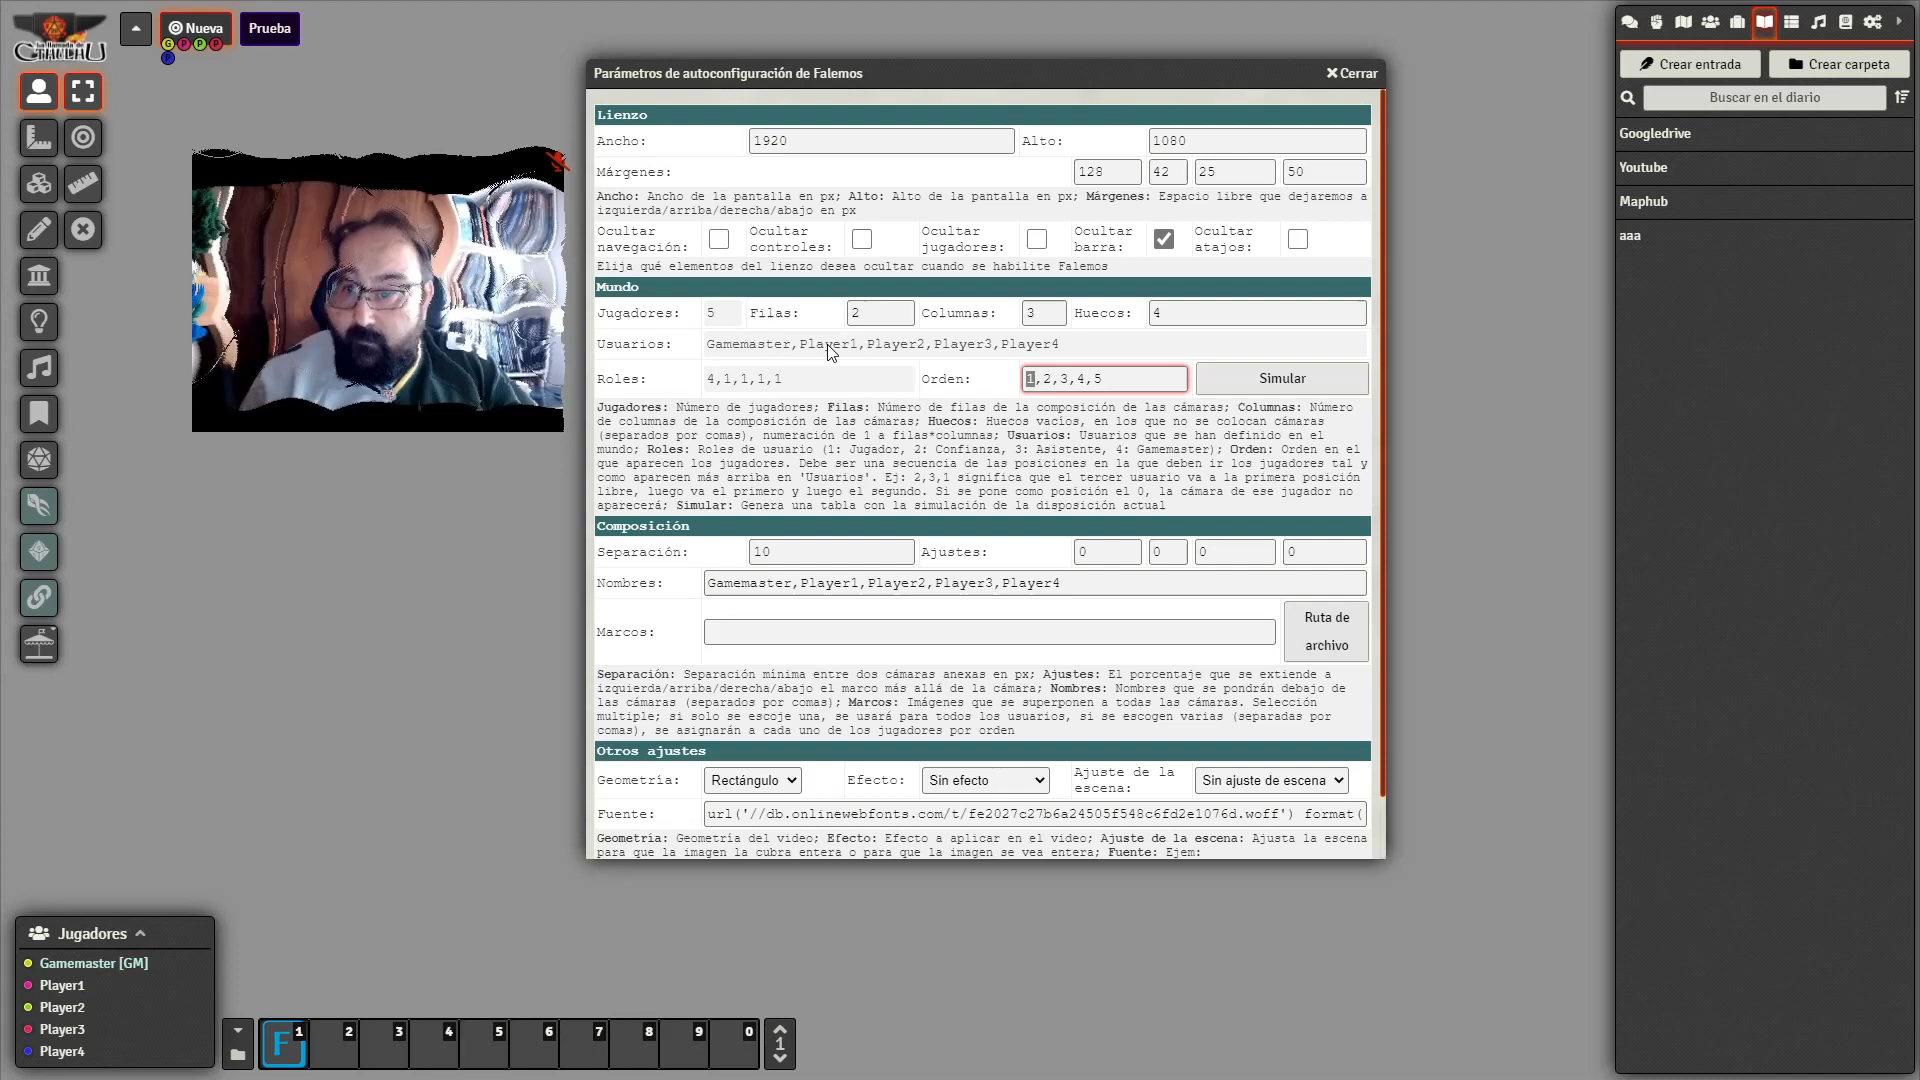 La llamada de
CTHULHU
Nueva
Prueba
G P P P
P
Parámetros de autoconfiguración de Falemos
Cerrar
Lienzo
Ancho: 1920 Alto: 1080
Márgenes: 128 42 25 50
Ancho: Ancho de la pantalla en px; Alto: Alto de la pantalla en px; Márgenes: Espacio libre que dejaremos a
izquierda/arriba/derecha/abajo en px
Ocultar navegación: Ocultar controles: Ocultar jugadores: Ocultar barra: Ocultar atajos:
Elija qué elementos del lienzo desea ocultar cuando se habilite Falemos
Mundo
Jugadores: 5 Filas: 2 Columnas: 3 Huecos: 4
Usuarios: Gamemaster,Player1,Player2,Player3,Player4
Roles: 4,1,1,1,1 Orden: 1,2,3,4,5 Simular
Jugadores: Número de jugadores; Filas: Número de filas de la composición de las cámaras; Columnas: Número
de columnas de la composición de las cámaras; Huecos: Huecos vacíos, en los que no se colocan cámaras
(separados por comas), numeración de 1 a filas*columnas; Usuarios: Usuarios que se han definido en el
mundo; Roles: Roles de usuario (1: Jugador, 2: Confianza, 3: Asistente, 4: Gamemaster); Orden: Orden en el
que aparecen los jugadores. Debe ser una secuencia de las posiciones en la que deben ir los jugadores tal y
como aparecen más arriba en 'Usuarios'. Ej: 2,3,1 significa que el tercer usuario va a la primera posición
libre, luego va el primero y luego el segundo. Si se pone como posición el 0, la cámara de ese jugador no
aparecerá; Simular: Genera una tabla con la simulación de la disposición actual
Composición
Separación: 10 Ajustes: 0 0 0 0
Nombres: Gamemaster,Player1,Player2,Player3,Player4
Marcos: Ruta de archivo
Separación: Separación mínima entre dos cámaras anexas en px; Ajustes: El porcentaje que se extiende a
izquierda/arriba/derecha/abajo el marco más allá de la cámara; Nombres: Nombres que se pondrán debajo de
las cámaras (separados por comas); Marcos: Imágenes que se superponen a todas las cámaras. Selección
multiple; si solo se escoje una, se usará para todos los usuarios, si se escogen varias (separadas por
comas), se asignarán a cada uno de los jugadores por orden
Otros ajustes
Geometría: Rectángulo Efecto: Sin efecto Ajuste de la escena: Sin ajuste de escena
Fuente: url('//db.onlinewebfonts.com/t/fe2027c27b6a24505f548c6fd2e1076d.woff') format(
Geometría: Geometría del video; Efecto: Efecto a aplicar en el video; Ajuste de la escena: Ajusta la escena
para que la imagen la cubra entera o para que la imagen se vea entera; Fuente: Ejem:
Crear entrada
Crear carpeta
Buscar en el diario
Googledrive
Youtube
Maphub
aaa
Jugadores
Gamemaster [GM]
Player1
Player2
Player3
Player4
F 1 2 3 4 5 6 7 8 9 0
1